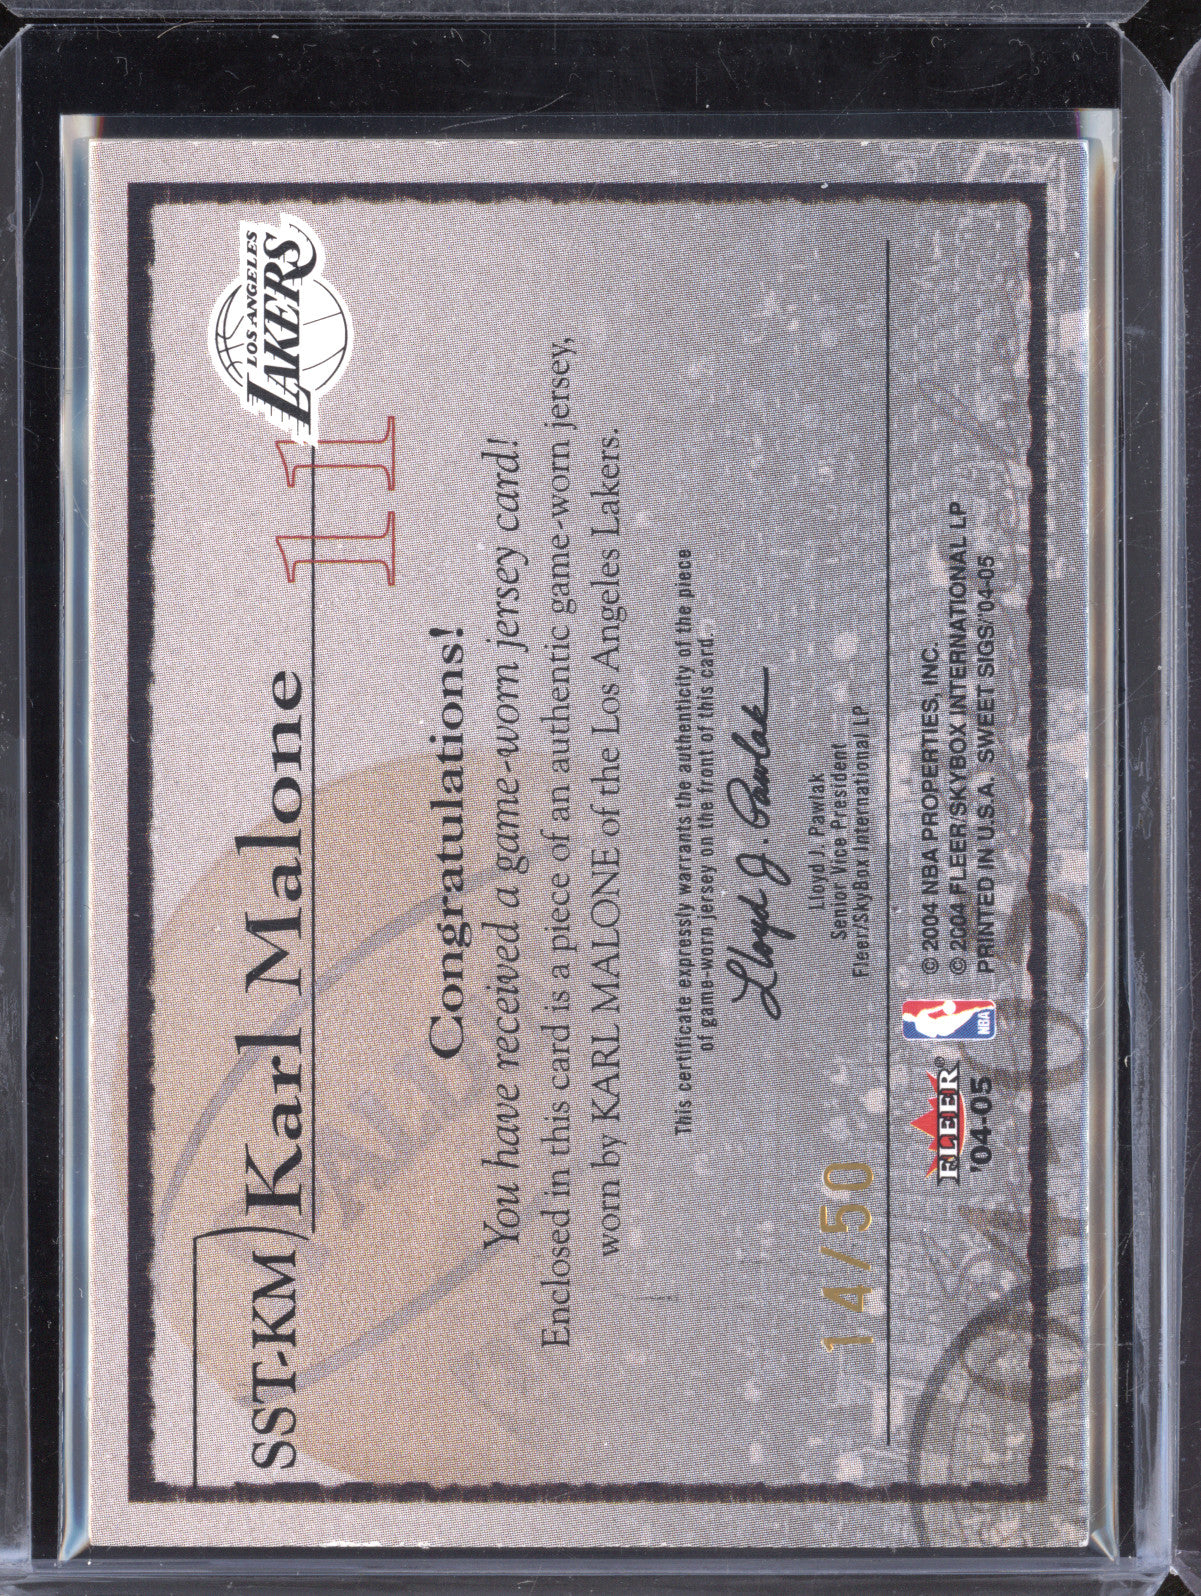 SST-KM) Karl Malone
11
LOS ANGELES
LAKERS
Congratulations!
You have received a game-worn jersey card!
Enclosed in this card is a piece of an authentic game-worn jersey,
worn by KARL MALONE of the Los Angeles Lakers.
This certificate expressly warrants the authenticity of the piece
of game-worn jersey on the front of this card.
Lloyd J. Pawlak
Lloyd J. Pawlak
Senior Vice President
Fleer/SkyBox International LP
14/50
FLEER®
'04-05
NBA
© 2004 NBA PROPERTIES, INC.
© 2004 FLEER/SKYBOX INTERNATIONAL LP
PRINTED IN U.S.A. SWEET SIGS/'04-05